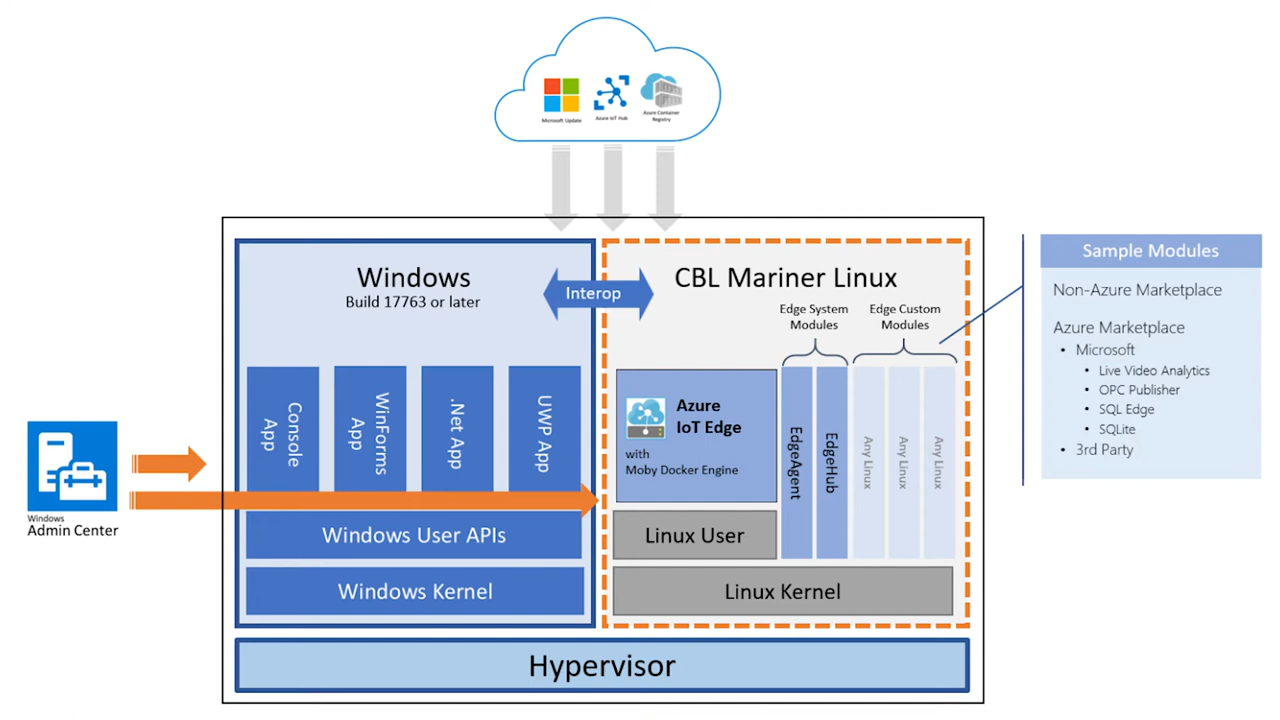 Microsoft Update
Azure IoT Hub
Azure Container
Registry
Windows
Build 17763 or later
Interop
CBL Mariner Linux
Edge System
Modules
Edge Custom
Modules
Console
App
WinForms
App
.Net App
UWP App
Azure
IoT Edge
with
Moby Docker Engine
EdgeAgent
EdgeHub
Any Linux
Any Linux
Any Linux
Windows User APIs
Linux User
Windows Kernel
Linux Kernel
Hypervisor
Windows
Admin Center
Sample Modules
Non-Azure Marketplace
Azure Marketplace
• Microsoft
• Live Video Analytics
• OPC Publisher
• SQL Edge
• SQLite
• 3rd Party